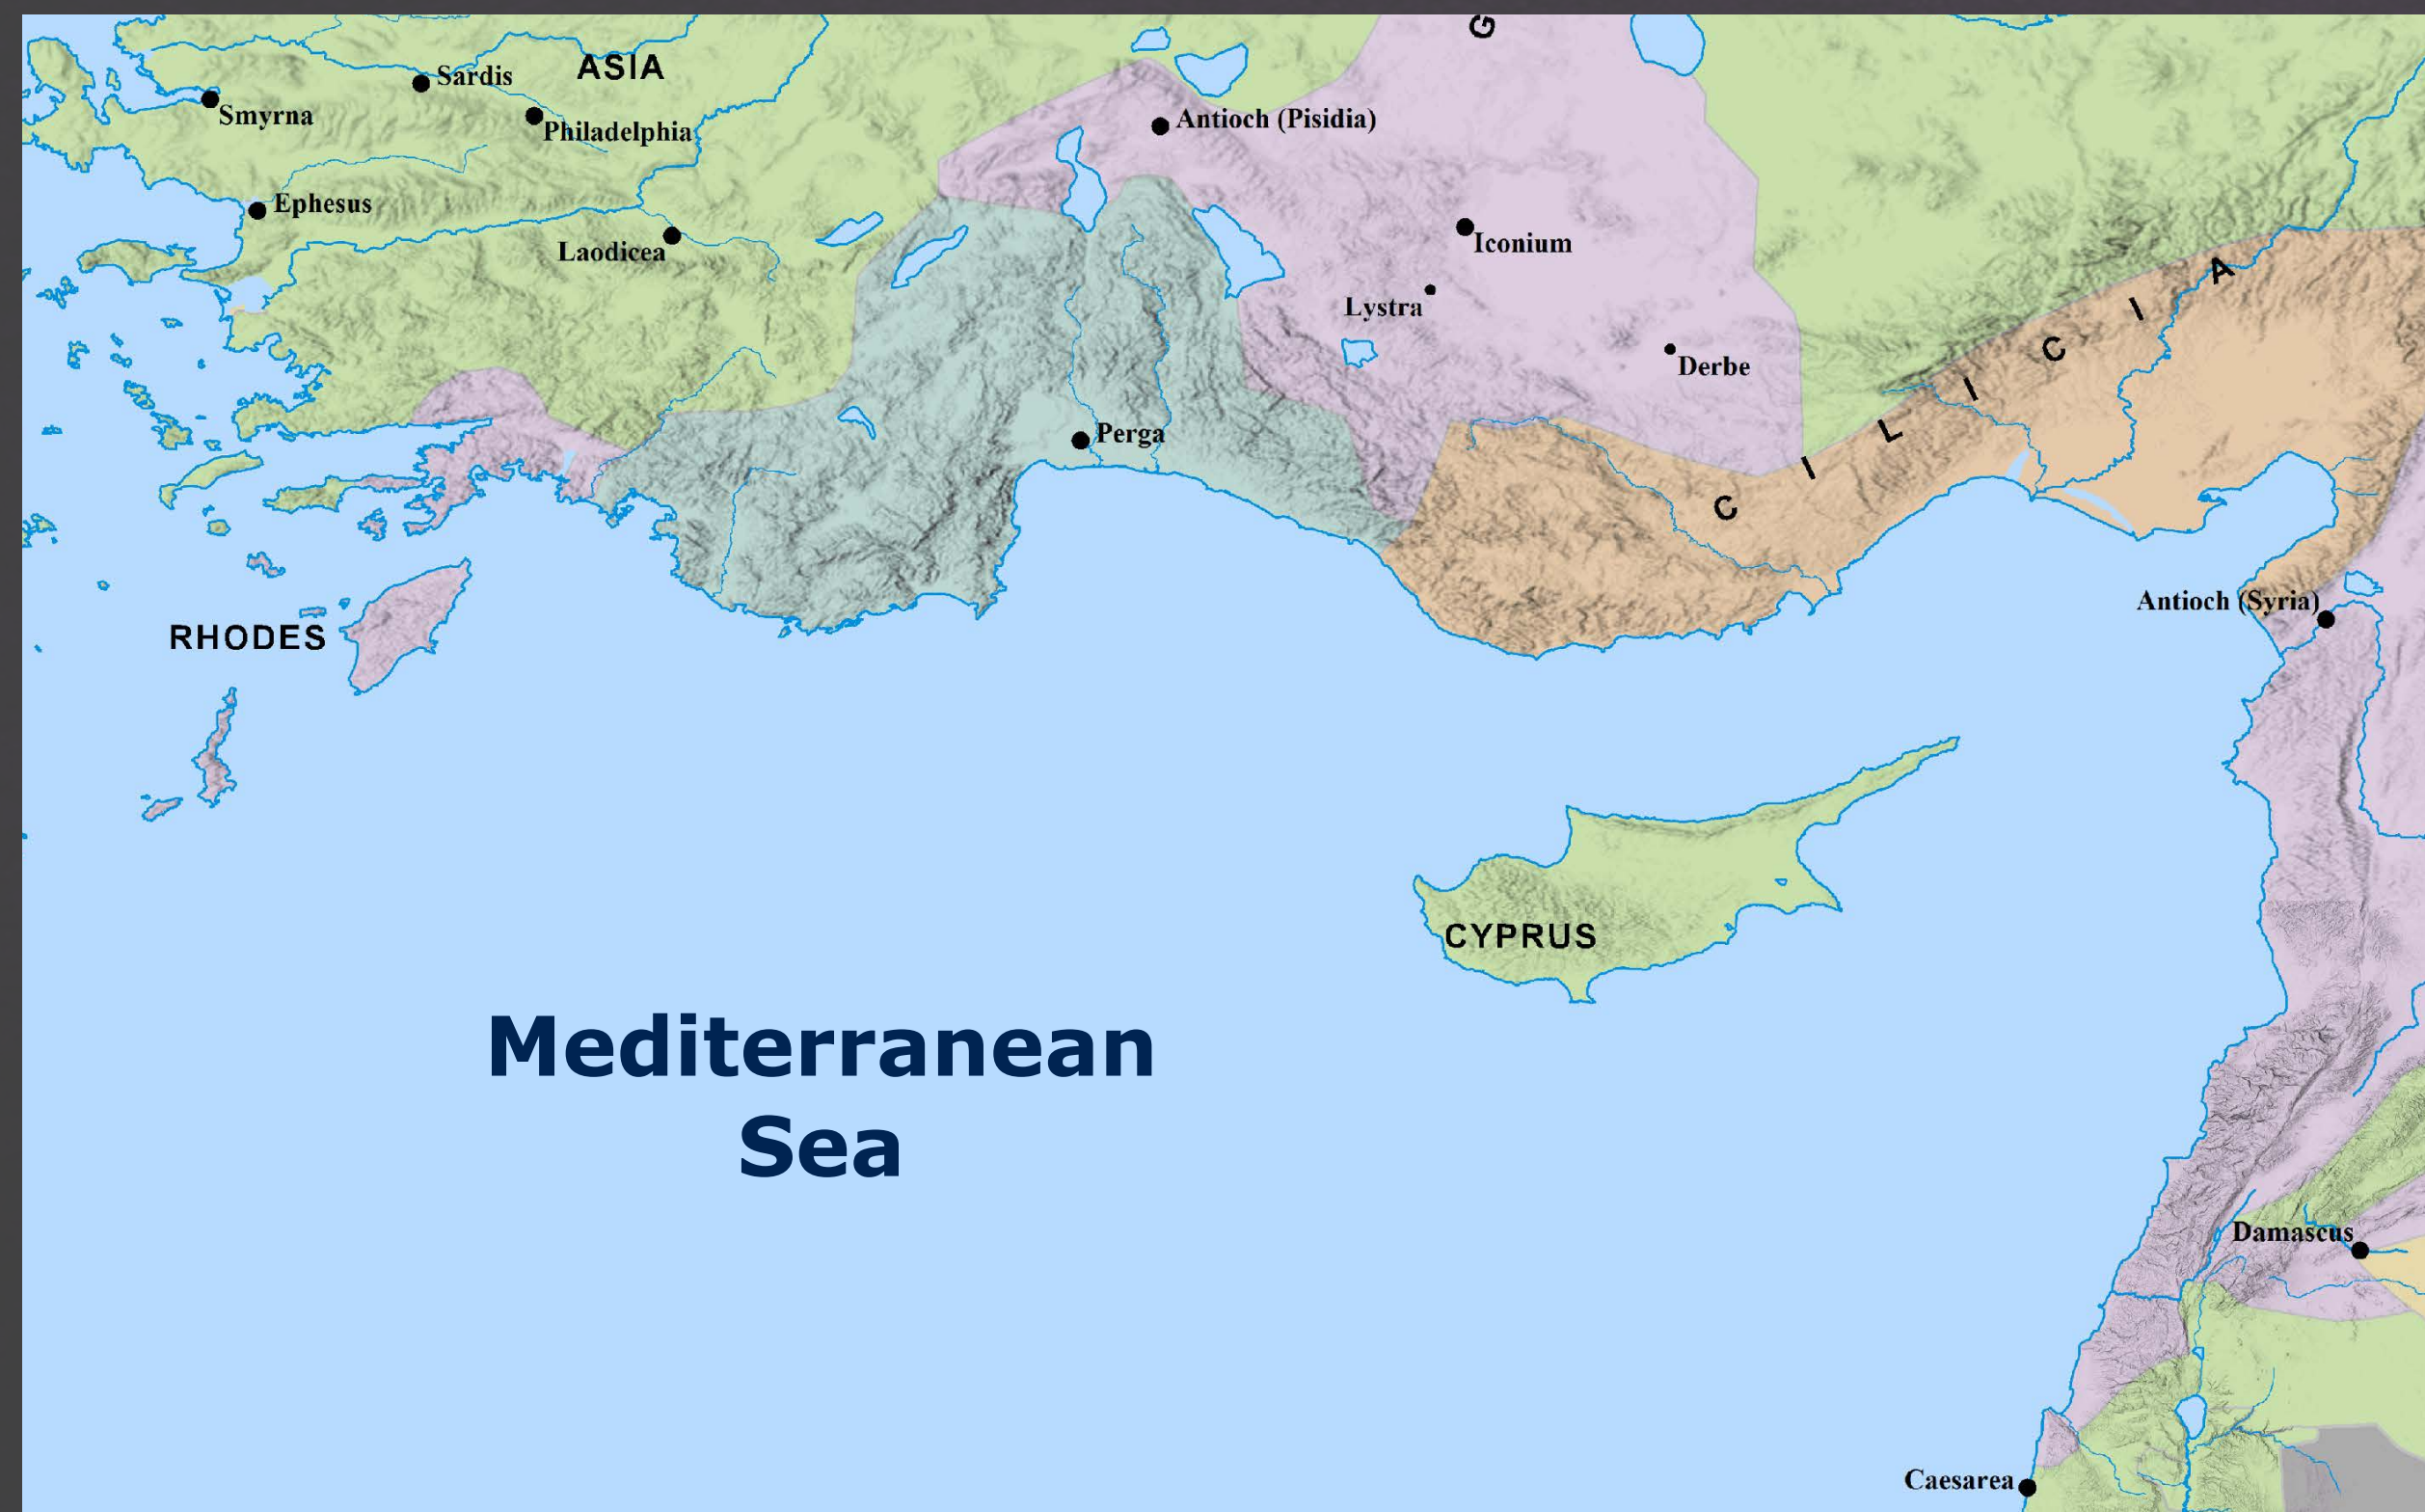 G
ASIA
Sardis
Smyrna
Philadelphia
Antioch (Pisidia)
Ephesus
Laodicea
Iconium
Lystra
Derbe
CILICIA
Perga
Antioch (Syria)
RHODES
CYPRUS
Mediterranean
Sea
Damascus
Caesarea